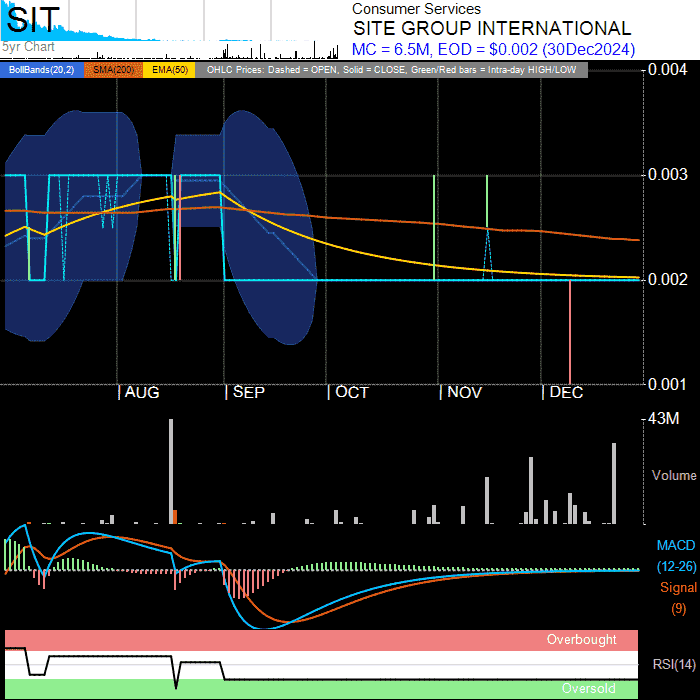 SIT
5yr Chart
Consumer Services
SITE GROUP INTERNATIONAL
MC = 6.5M, EOD = $0.002 (30Dec2024)
BollBands(20,2) SMA(200) EMA(50) OHLC Prices: Dashed = OPEN, Solid = CLOSE, Green/Red bars = Intra-day HIGH/LOW
0.004
0.003
0.002
0.001
AUG SEP OCT NOV DEC
43M
Volume
MACD
(12-26)
Signal
(9)
Overbought
RSI(14)
Oversold